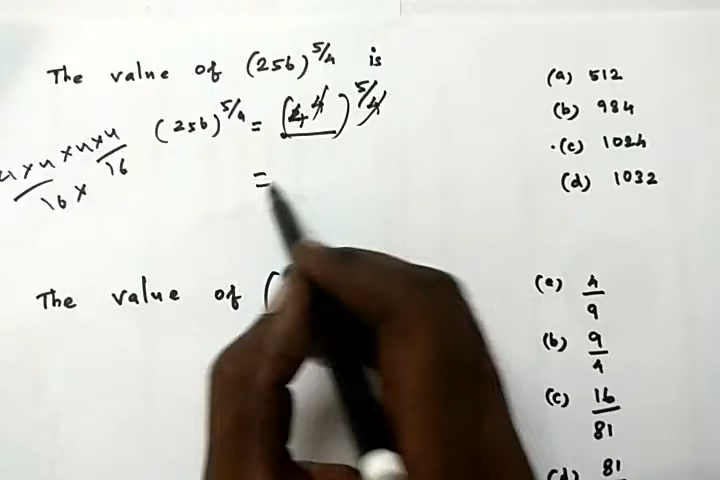 The value of (256)^5/4 is
(a) 512
(b) 984
(c) 1024
(d) 1032
(256)^5/4 = (4^4)^5/4
4×4×4×4
16× 16
=
The value of (
(a) 4/9
(b) 9/4
(c) 16/81
(d) 81